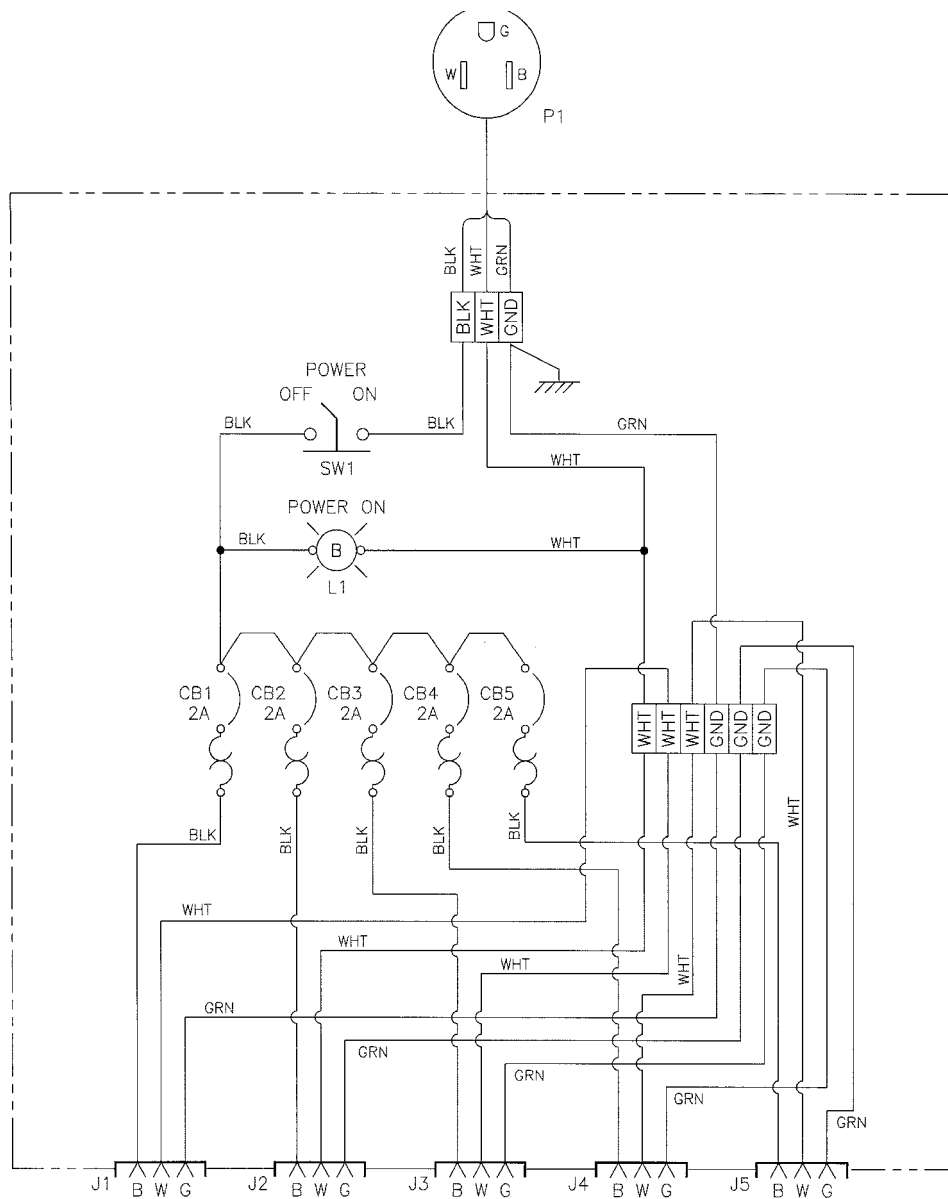 G
W B
P1
BLK
WHT
GRN
BLK
WHT
GND
POWER
OFF ON
BLK
BLK
SW1
GRN
WHT
POWER ON
BLK
B
WHT
L1
CB1
2A
CB2
2A
CB3
2A
CB4
2A
CB5
2A
WHT
WHT
WHT
GND
GND
GND
BLK
BLK
BLK
BLK
BLK
WHT
WHT
WHT
WHT
WHT
WHT
GRN
GRN
GRN
GRN
GRN
J1 B W G
J2 B W G
J3 B W G
J4 B W G
J5 B W G